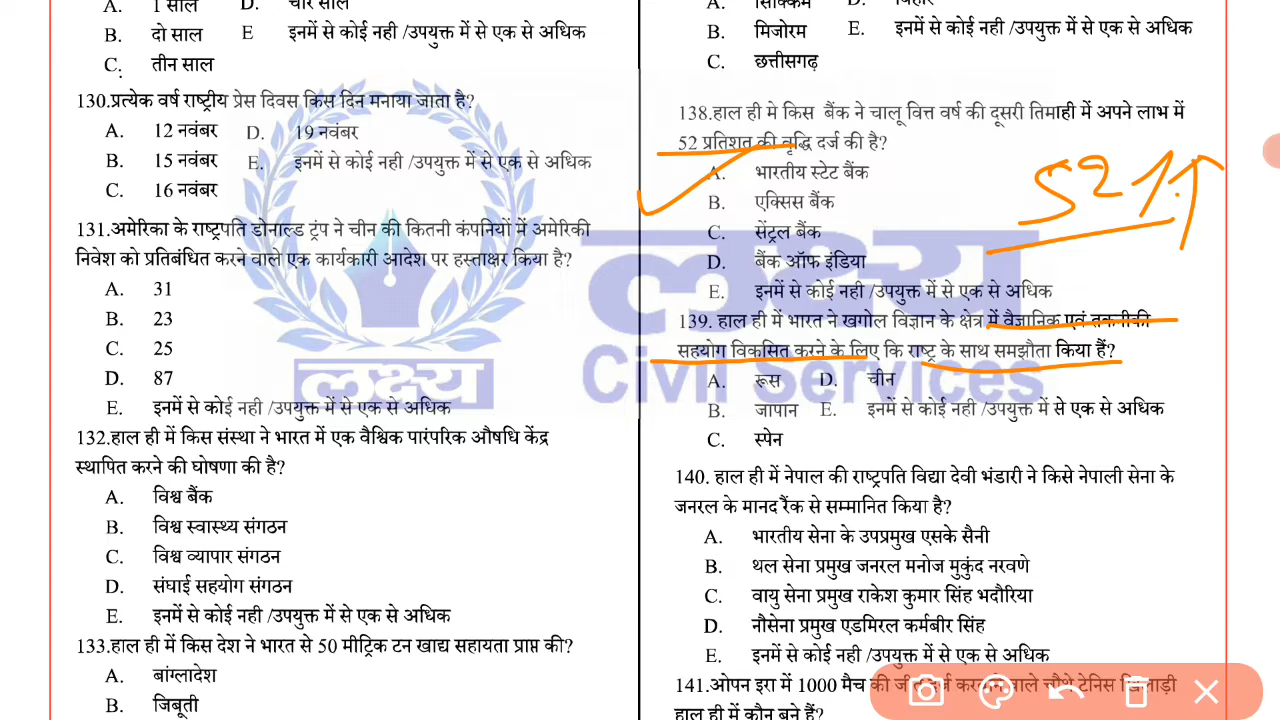 A. 1 साल D. चार साल
B. दो साल E इनमें से कोई नही /उपयुक्त में से एक से अधिक
C. तीन साल
130.प्रत्येक वर्ष राष्ट्रीय प्रेस दिवस किस दिन मनाया जाता है?
A. 12 नवंबर D. 19 नवंबर
B. 15 नवंबर E. इनमें से कोई नही /उपयुक्त में से एक से अधिक
C. 16 नवंबर
131.अमेरिका के राष्ट्रपति डोनाल्ड ट्रंप ने चीन की कितनी कंपनियों में अमेरिकी
निवेश को प्रतिबंधित करने वाले एक कार्यकारी आदेश पर हस्ताक्षर किया है?
A. 31
B. 23
C. 25
D. 87
E. इनमें से कोई नही /उपयुक्त में से एक से अधिक
132.हाल ही में किस संस्था ने भारत में एक वैश्विक पारंपरिक औषधि केंद्र
स्थापित करने की घोषणा की है?
A. विश्व बैंक
B. विश्व स्वास्थ्य संगठन
C. विश्व व्यापार संगठन
D. संघाई सहयोग संगठन
E. इनमें से कोई नही /उपयुक्त में से एक से अधिक
133.हाल ही में किस देश ने भारत से 50 मीट्रिक टन खाद्य सहायता प्राप्त की?
A. बांग्लादेश
B. जिबूती
A. सिक्किम D. बिहार
B. मिजोरम E. इनमें से कोई नही /उपयुक्त में से एक से अधिक
C. छत्तीसगढ़
138.हाल ही मे किस बैंक ने चालू वित्त वर्ष की दूसरी तिमाही में अपने लाभ में
52 प्रतिशत की वृद्धि दर्ज की है?
A. भारतीय स्टेट बैंक
B. एक्सिस बैंक
C. सेंट्रल बैंक
D. बैंक ऑफ इंडिया
E. इनमें से कोई नही /उपयुक्त में से एक से अधिक
52%↑
139. हाल ही में भारत ने खगोल विज्ञान के क्षेत्र में वैज्ञानिक एवं तकनीकी
सहयोग विकसित करने के लिए कि राष्ट्र के साथ समझौता किया हैं?
A. रूस D. चीन
B. जापान E. इनमें से कोई नही /उपयुक्त में से एक से अधिक
C. स्पेन
140. हाल ही में नेपाल की राष्ट्रपति विद्या देवी भंडारी ने किसे नेपाली सेना के
जनरल के मानद रैंक से सम्मानित किया है?
A. भारतीय सेना के उपप्रमुख एसके सैनी
B. थल सेना प्रमुख जनरल मनोज मुकुंद नरवणे
C. वायु सेना प्रमुख राकेश कुमार सिंह भदौरिया
D. नौसेना प्रमुख एडमिरल कर्मबीर सिंह
E. इनमें से कोई नही /उपयुक्त में से एक से अधिक
141.ओपन इरा में 1000 मैच की जीत दर्ज करने वाले चौथे टेनिस खिलाड़ी
हाल ही में कौन बने हैं?
लक्ष्य
लक्ष्य
Civil Services